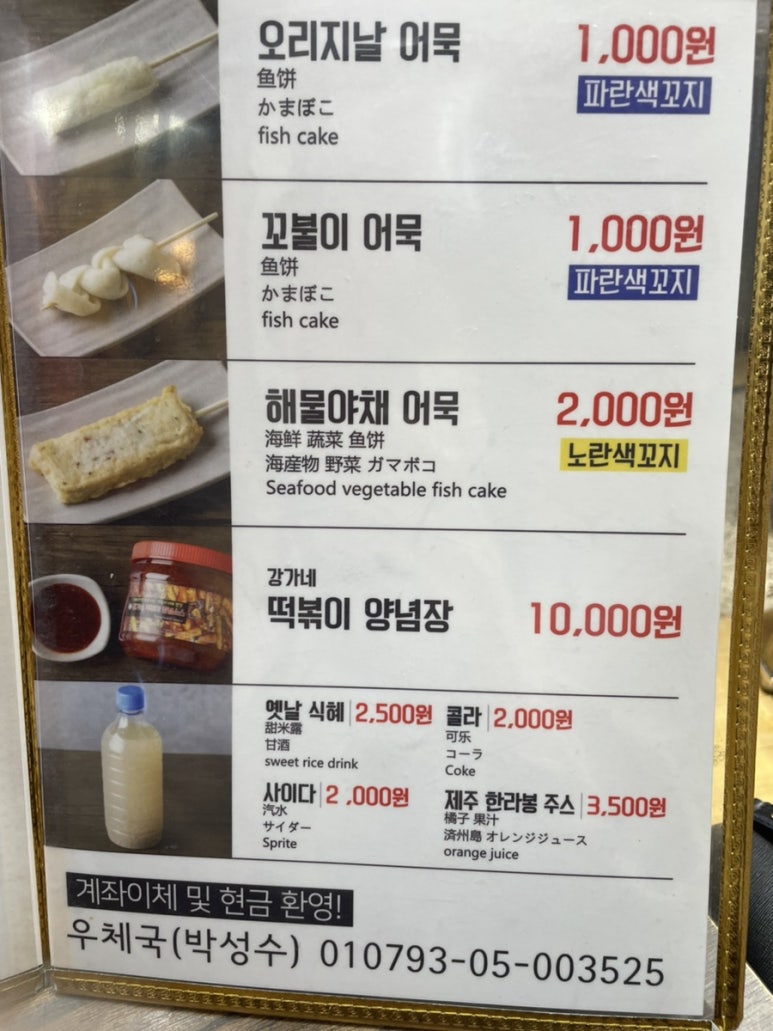 오리지날 어묵 1,000원
鱼饼 파란색꼬지
かまぼこ
fish cake
꼬불이 어묵 1,000원
鱼饼 파란색꼬지
かまぼこ
fish cake
해물야채 어묵 2,000원
海鲜 蔬菜 鱼饼 노란색꼬지
海産物 野菜 ガマボコ
Seafood vegetable fish cake
강가네
떡볶이 양념장 10,000원
옛날 식혜 2,500원
甜米露
甘酒
sweet rice drink
콜라 2,000원
可乐
コーラ
Coke
사이다 2 ,000원
汽水
サイダー
Sprite
제주 한라봉 주스 3,500원
橘子 果汁
済州島 オレンジジュース
orange juice
계좌이체 및 현금 환영!
우체국(박성수) 010793-05-003525